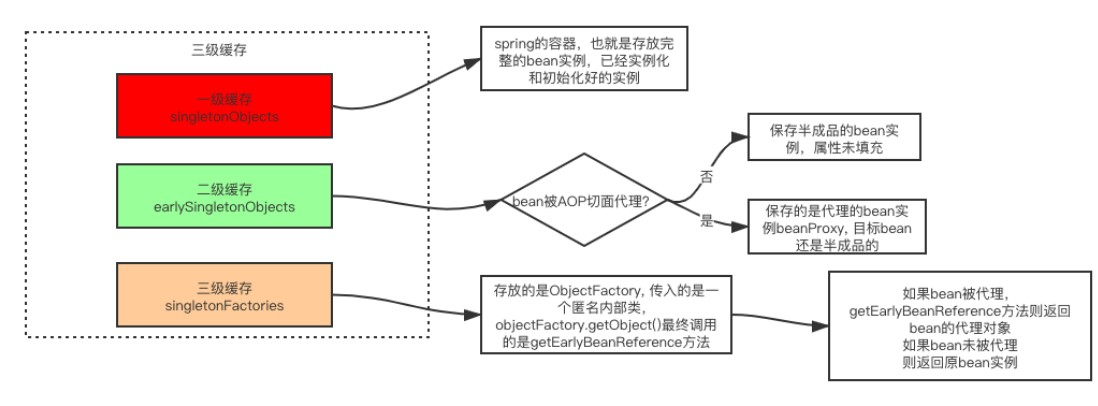 三级缓存
一级缓存
singletonObjects
spring的容器，也就是存放完
整的bean实例，已经实例化
和初始化好的实例
二级缓存
earlySingletonObjects
bean被AOP切面代理?
否
保存半成品的bean实
例，属性未填充
是
保存的是代理的bean实
例beanProxy, 目标bean
还是半成品的
三级缓存
singletonFactories
存放的是ObjectFactory, 传入的是一
个匿名内部类，
objectFactory.getObject()最终调用
的是getEarlyBeanReference方法
如果bean被代理，
getEarlyBeanReference方法则返回
bean的代理对象
如果bean未被代理
则返回原bean实例